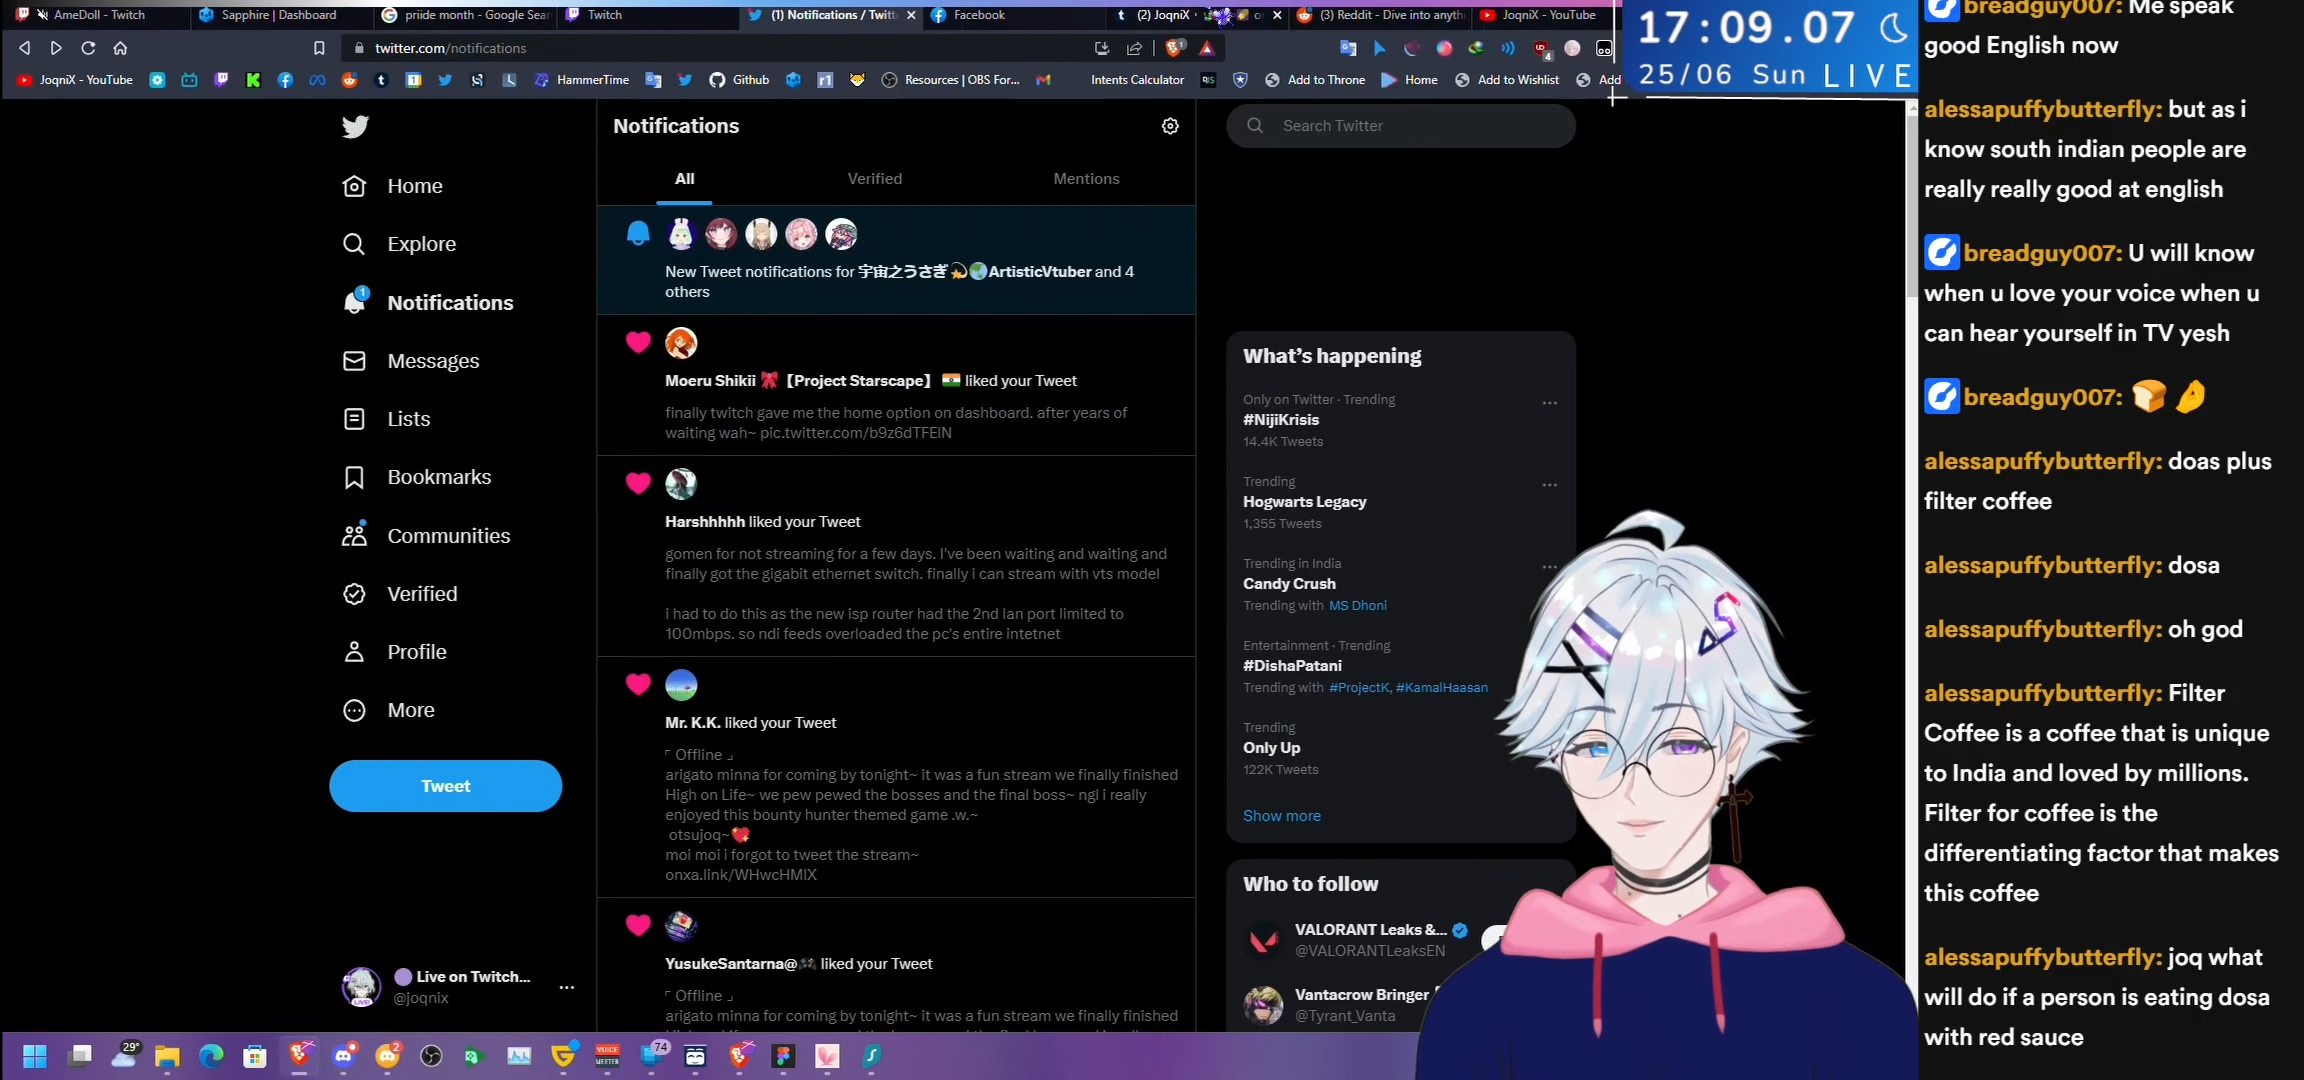 AmeDoll - Twitch
Sapphire | Dashboard
priide month - Google Sear
Twitch
(1) Notifications / Twitt
Facebook
(2) JoqniX
(3) Reddit - Dive into anyth
JoqniX - YouTube
twitter.com/notifications
JoqniX - YouTube
HammerTime
Github
r1
Resources | OBS For...
Intents Calculator
Add to Throne
Home
Add to Wishlist
Add
17:09.07
25/06 Sun LIVE
Home
Explore
Notifications
Messages
Lists
Bookmarks
Communities
Verified
Profile
More
Tweet
Live on Twitch...
@joqnix
Notifications
All
Verified
Mentions
New Tweet notifications for 宇宙之うさぎ💫🌏ArtisticVtuber and 4
others
Moeru Shikii 🎀【Project Starscape】 🇮🇳 liked your Tweet
finally twitch gave me the home option on dashboard. after years of
waiting wah~ pic.twitter.com/b9z6dTFElN
Harshhhhh liked your Tweet
gomen for not streaming for a few days. I've been waiting and waiting and
finally got the gigabit ethernet switch. finally i can stream with vts model
i had to do this as the new isp router had the 2nd lan port limited to
100mbps. so ndi feeds overloaded the pc's entire intetnet
Mr. K.K. liked your Tweet
「 Offline 」
arigato minna for coming by tonight~ it was a fun stream we finally finished
High on Life~ we pew pewed the bosses and the final boss~ ngl i really
enjoyed this bounty hunter themed game .w.~
otsujoq~💖
moi moi i forgot to tweet the stream~
onxa.link/WHwcHMlX
YusukeSantarna@🎮 liked your Tweet
「 Offline 」
arigato minna for coming by tonight~ it was a fun stream we finally finished
Search Twitter
What's happening
Only on Twitter · Trending
#NijiKrisis
14.4K Tweets
Trending
Hogwarts Legacy
1,355 Tweets
Trending in India
Candy Crush
Trending with MS Dhoni
Entertainment · Trending
#DishaPatani
Trending with #ProjectK, #KamalHaasan
Trending
Only Up
122K Tweets
Show more
Who to follow
VALORANT Leaks &...
@VALORANTLeaksEN
Vantacrow Bringer
@Tyrant_Vanta
breadguy007: Me speak
good English now
alessapuffybutterfly: but as i
know south indian people are
really really good at english
breadguy007: U will know
when u love your voice when u
can hear yourself in TV yesh
breadguy007: 🍞 🤌
alessapuffybutterfly: doas plus
filter coffee
alessapuffybutterfly: dosa
alessapuffybutterfly: oh god
alessapuffybutterfly: Filter
Coffee is a coffee that is unique
to India and loved by millions.
Filter for coffee is the
differentiating factor that makes
this coffee
alessapuffybutterfly: joq what
will do if a person is eating dosa
with red sauce
29°
2
VOICE
MEETER
74